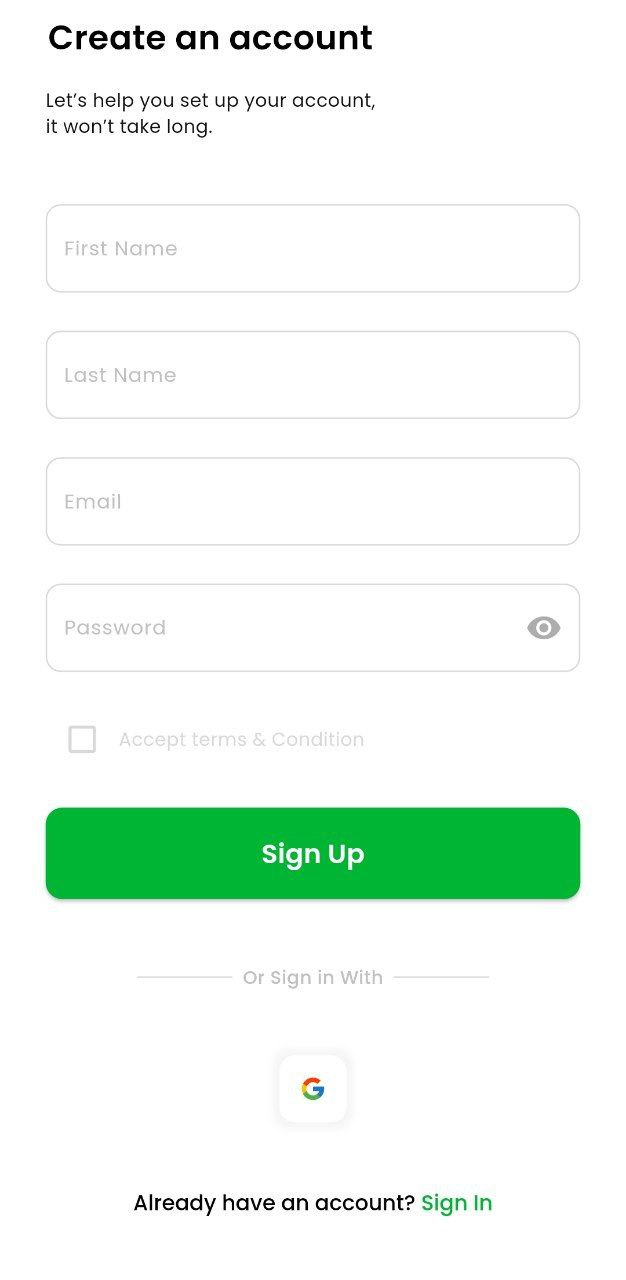 Create an account
Let’s help you set up your account,
it won’t take long.
First Name
Last Name
Email
Password
Accept terms & Condition
Sign Up
Or Sign in With
G
Already have an account? Sign In